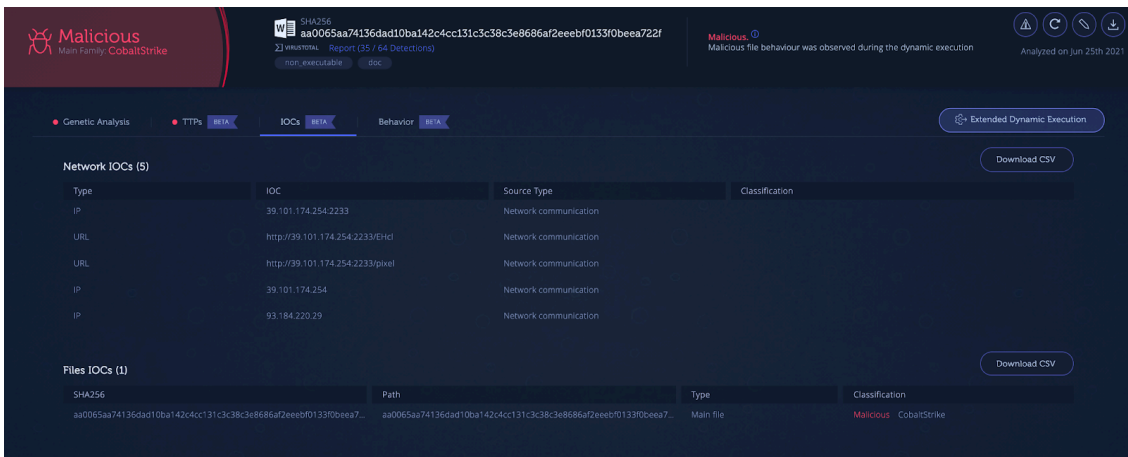 Malicious
Main Family: CobaltStrike
SHA256
aa0065aa74136dad10ba142c4cc131c3c38c3e8686af2eeebf0133f0beea722f
VIRUSTOTAL Report (35 / 64 Detections)
non_executable doc
Malicious.
Malicious file behaviour was observed during the dynamic execution
Analyzed on Jun 25th 2021
Genetic Analysis TTPs BETA IOCs BETA Behavior BETA Extended Dynamic Execution
Network IOCs (5) Download CSV
Type IOC Source Type Classification
IP 39.101.174.254:2233 Network communication
URL http://39.101.174.254:2233/EHcl Network communication
URL http://39.101.174.254:2233/pixel Network communication
IP 39.101.174.254 Network communication
IP 93.184.220.29 Network communication
Files IOCs (1) Download CSV
SHA256 Path Type Classification
aa0065aa74136dad10ba142c4cc131c3c38c3e8686af2eeebf0133f0beea7... aa0065aa74136dad10ba142c4cc131c3c38c3e8686af2eeebf0133f0beea7... Main file Malicious CobaltStrike